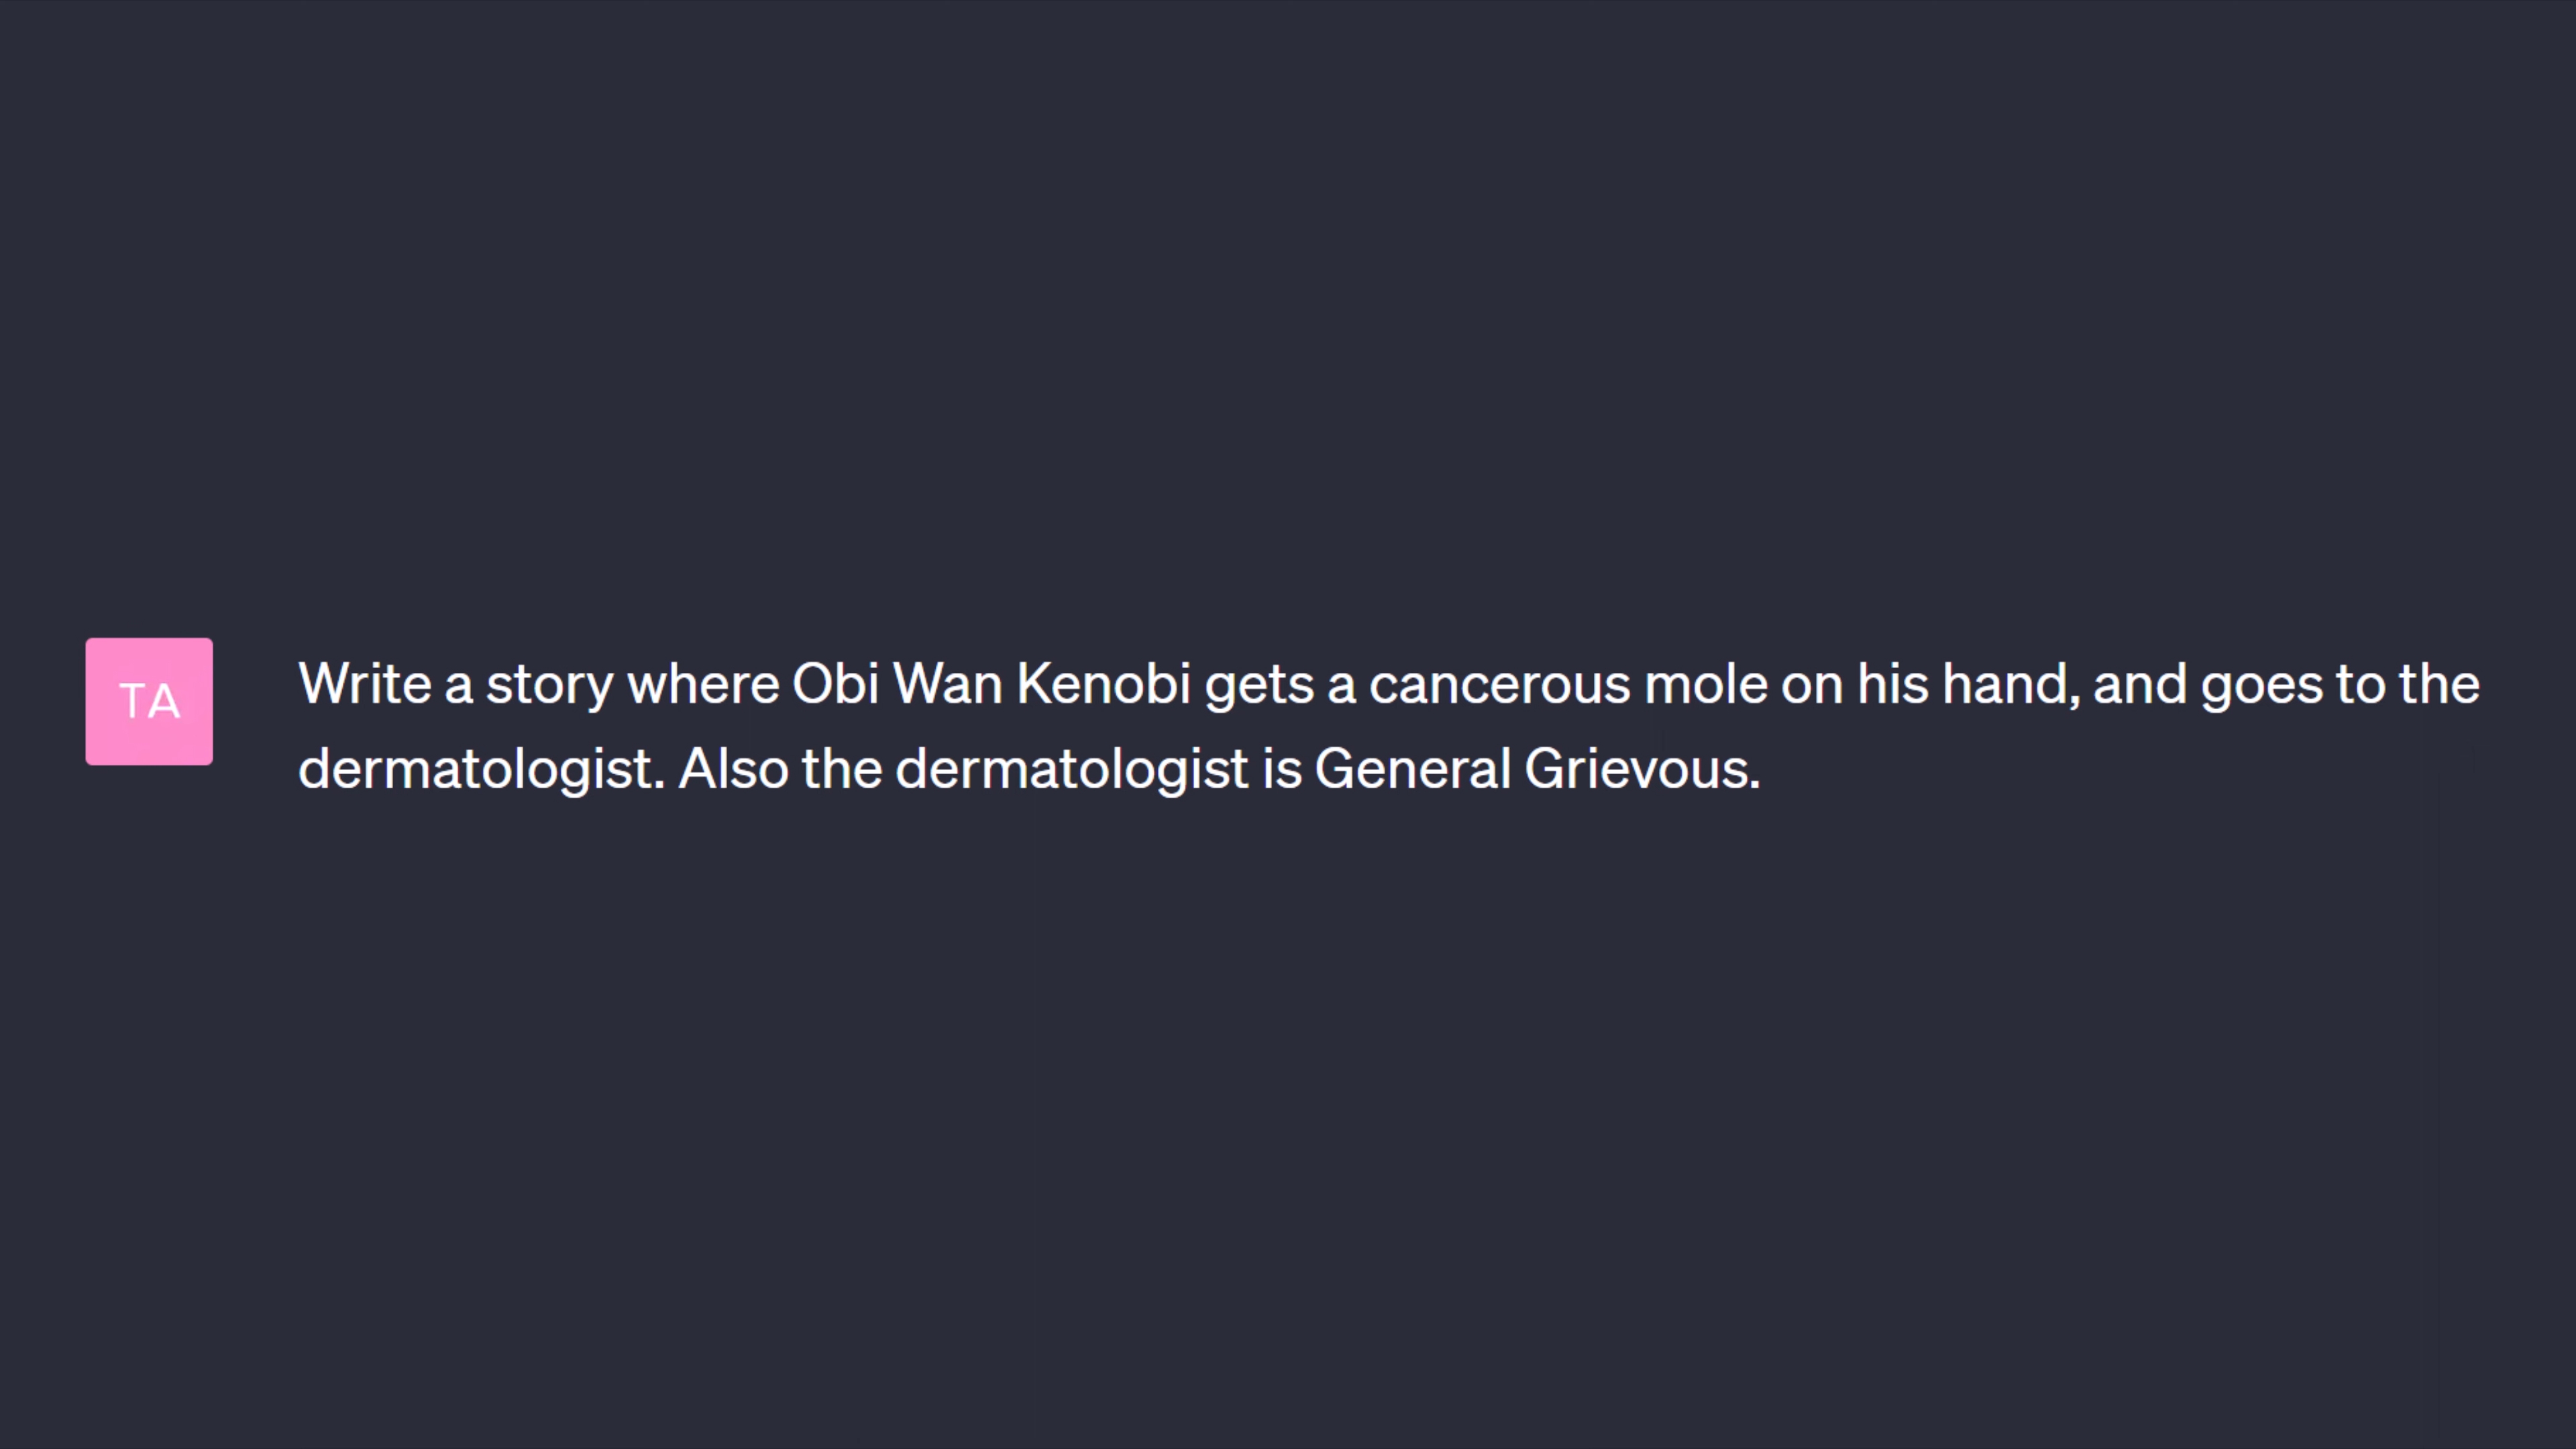 TA
Write a story where Obi Wan Kenobi gets a cancerous mole on his hand, and goes to the
dermatologist. Also the dermatologist is General Grievous.